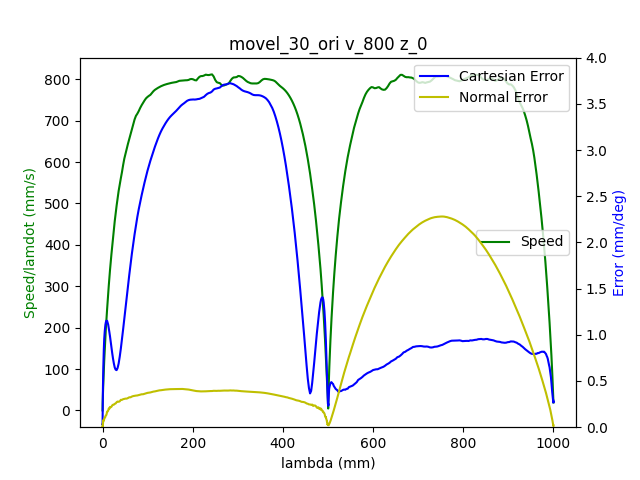 movel_30_ori v_800 z_0
Speed/lamdot (mm/s)
800
700
600
500
400
300
200
100
0
Cartesian Error
Normal Error
Speed
4.0
3.5
3.0
2.5
2.0
1.5
1.0
0.5
0.0
Error (mm/deg)
0 200 400 600 800 1000
lambda (mm)